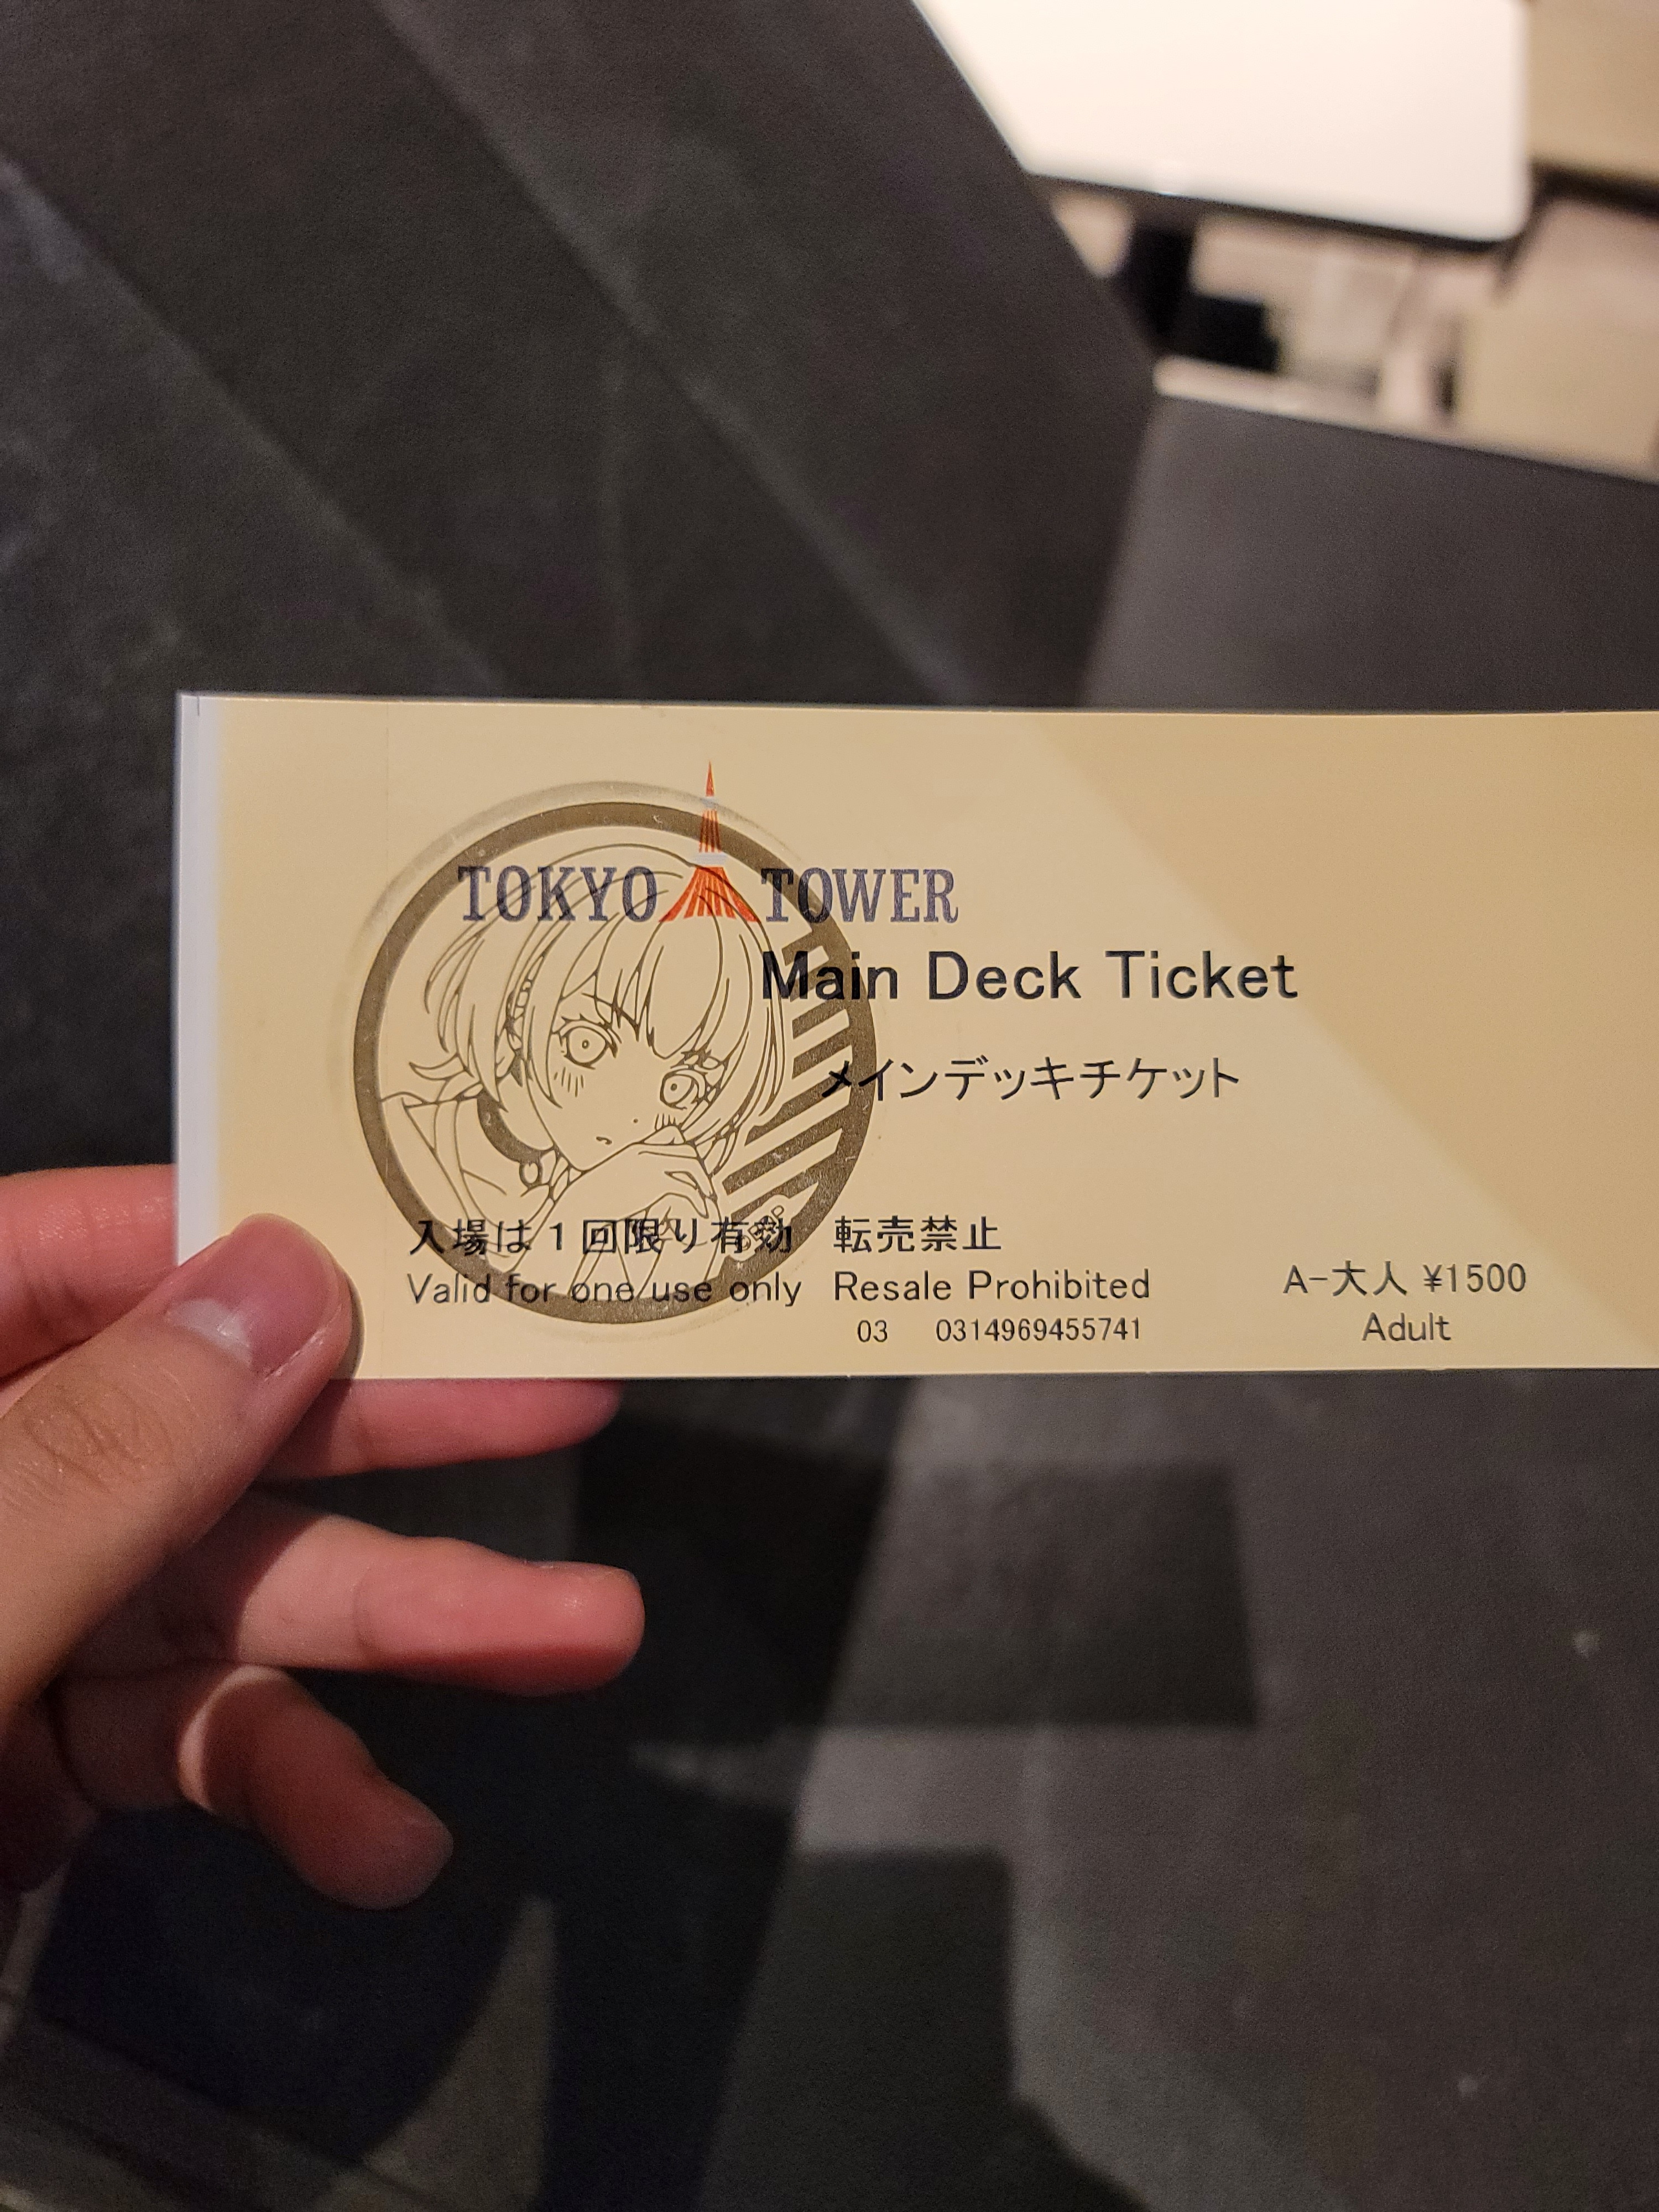 TOKYO TOWER
Main Deck Ticket
メインデッキチケット
入場は1回限り有効 転売禁止
Valid for one use only Resale Prohibited
A-大人 ¥1500
03 0314969455741
Adult